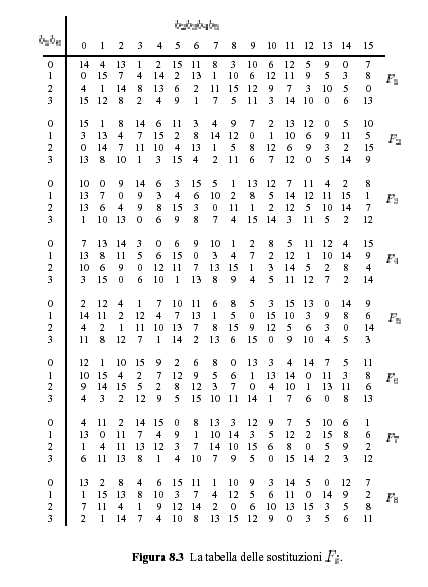 b₂b₃b₄b₅
b₁b₆
0 1 2 3 4 5 6 7 8 9 10 11 12 13 14 15
0 14 4 13 1 2 15 11 8 3 10 6 12 5 9 0 7
1 0 15 7 4 14 2 13 1 10 6 12 11 9 5 3 8 F₁
2 4 1 14 8 13 6 2 11 15 12 9 7 3 10 5 0
3 15 12 8 2 4 9 1 7 5 11 3 14 10 0 6 13
0 15 1 8 14 6 11 3 4 9 7 2 13 12 0 5 10
1 3 13 4 7 15 2 8 14 12 0 1 10 6 9 11 5 F₂
2 0 14 7 11 10 4 13 1 5 8 12 6 9 3 2 15
3 13 8 10 1 3 15 4 2 11 6 7 12 0 5 14 9
0 10 0 9 14 6 3 15 5 1 13 12 7 11 4 2 8
1 13 7 0 9 3 4 6 10 2 8 5 14 12 11 15 1 F₃
2 13 6 4 9 8 15 3 0 11 1 2 12 5 10 14 7
3 1 10 13 0 6 9 8 7 4 15 14 3 11 5 2 12
0 7 13 14 3 0 6 9 10 1 2 8 5 11 12 4 15
1 13 8 11 5 6 15 0 3 4 7 2 12 1 10 14 9 F₄
2 10 6 9 0 12 11 7 13 15 1 3 14 5 2 8 4
3 3 15 0 6 10 1 13 8 9 4 5 11 12 7 2 14
0 2 12 4 1 7 10 11 6 8 5 3 15 13 0 14 9
1 14 11 2 12 4 7 13 1 5 0 15 10 3 9 8 6 F₅
2 4 2 1 11 10 13 7 8 15 9 12 5 6 3 0 14
3 11 8 12 7 1 14 2 13 6 15 0 9 10 4 5 3
0 12 1 10 15 9 2 6 8 0 13 3 4 14 7 5 11
1 10 15 4 2 7 12 9 5 6 1 13 14 0 11 3 8 F₆
2 9 14 15 5 2 8 12 3 7 0 4 10 1 13 11 6
3 4 3 2 12 9 5 15 10 11 14 1 7 6 0 8 13
0 4 11 2 14 15 0 8 13 3 12 9 7 5 10 6 1
1 13 0 11 7 4 9 1 10 14 3 5 12 2 15 8 6 F₇
2 1 4 11 13 12 3 7 14 10 15 6 8 0 5 9 2
3 6 11 13 8 1 4 10 7 9 5 0 15 14 2 3 12
0 13 2 8 4 6 15 11 1 10 9 3 14 5 0 12 7
1 1 15 13 8 10 3 7 4 12 5 6 11 0 14 9 2 F₈
2 7 11 4 1 9 12 14 2 0 6 10 13 15 3 5 8
3 2 1 14 7 4 10 8 13 15 12 9 0 3 5 6 11
Figura 8.3 La tabella delle sostituzioni Fᵢ.